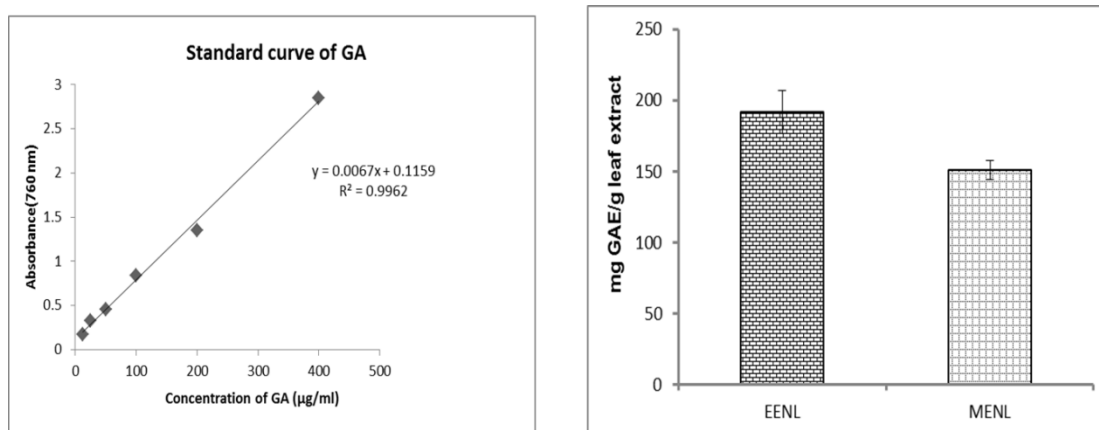 Standard curve of GA
3
2.5
2
1.5
1
0.5
0
Absorbance(760 nm)
y = 0.0067x + 0.1159
R² = 0.9962
0 100 200 300 400 500
Concentration of GA (µg/ml)
250
200
150
100
50
0
mg GAE/g leaf extract
EENL MENL